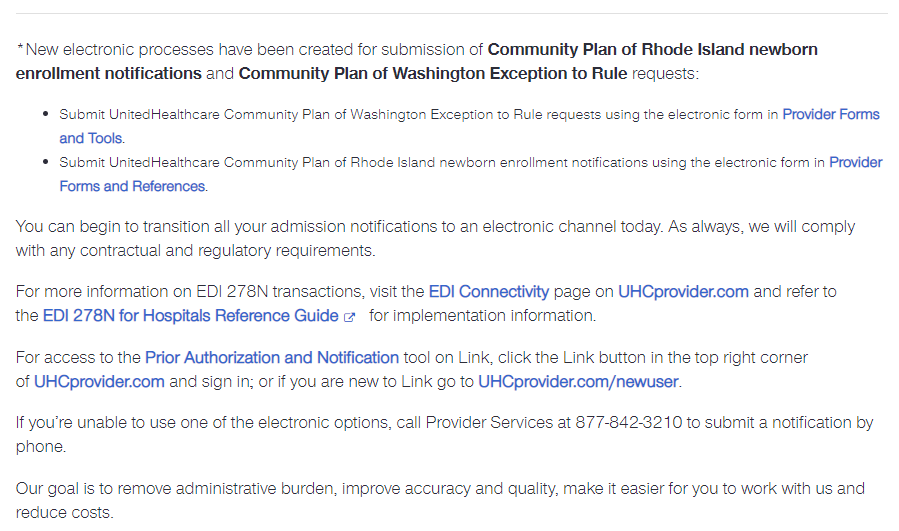 *New electronic processes have been created for submission of Community Plan of Rhode Island newborn
enrollment notifications and Community Plan of Washington Exception to Rule requests:
• Submit UnitedHealthcare Community Plan of Washington Exception to Rule requests using the electronic form in Provider Forms
and Tools.
• Submit UnitedHealthcare Community Plan of Rhode Island newborn enrollment notifications using the electronic form in Provider
Forms and References.
You can begin to transition all your admission notifications to an electronic channel today. As always, we will comply
with any contractual and regulatory requirements.
For more information on EDI 278N transactions, visit the EDI Connectivity page on UHCprovider.com and refer to
the EDI 278N for Hospitals Reference Guide for implementation information.
For access to the Prior Authorization and Notification tool on Link, click the Link button in the top right corner
of UHCprovider.com and sign in; or if you are new to Link go to UHCprovider.com/newuser.
If you’re unable to use one of the electronic options, call Provider Services at 877-842-3210 to submit a notification by
phone.
Our goal is to remove administrative burden, improve accuracy and quality, make it easier for you to work with us and
reduce costs.